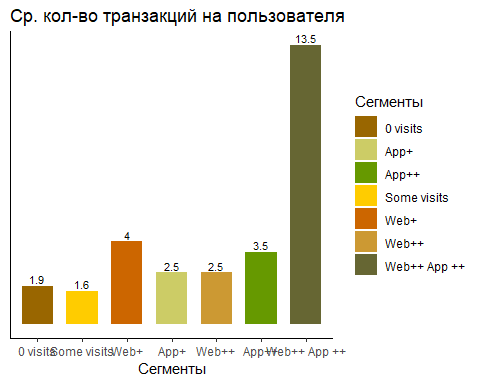 Ср. кол-во транзакций на пользователя
13.5
4
3.5
2.5
2.5
1.9
1.6
0 visits Some visits Web+ App+ Web++ App++ Web++ App ++
Сегменты
Сегменты
0 visits
App+
App++
Some visits
Web+
Web++
Web++ App ++